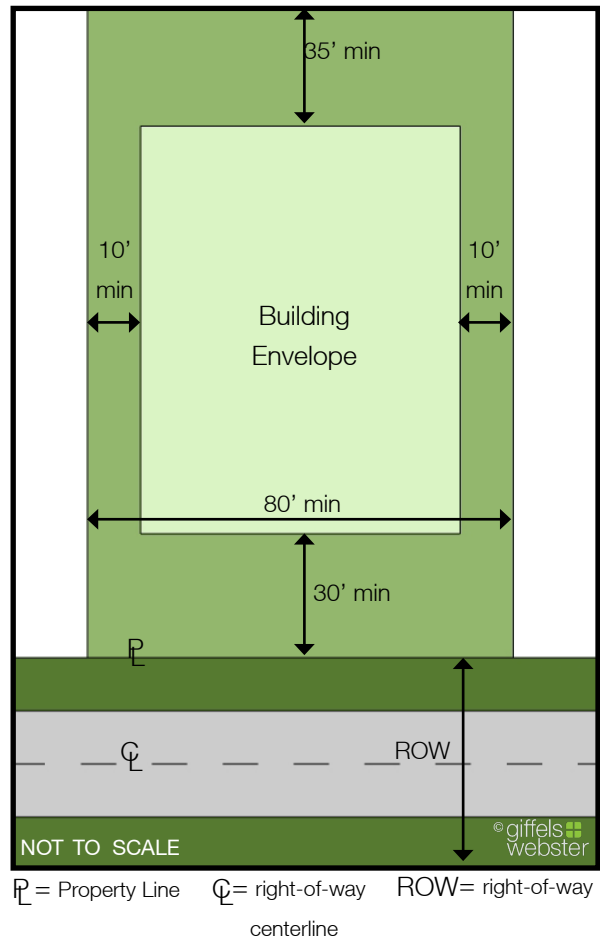 35’ min
10’
min
10’
min
Building
Envelope
80’ min
30’ min
PL
CL
ROW
NOT TO SCALE
© giffels
webster
PL = Property Line CL= right-of-way ROW= right-of-way
centerline